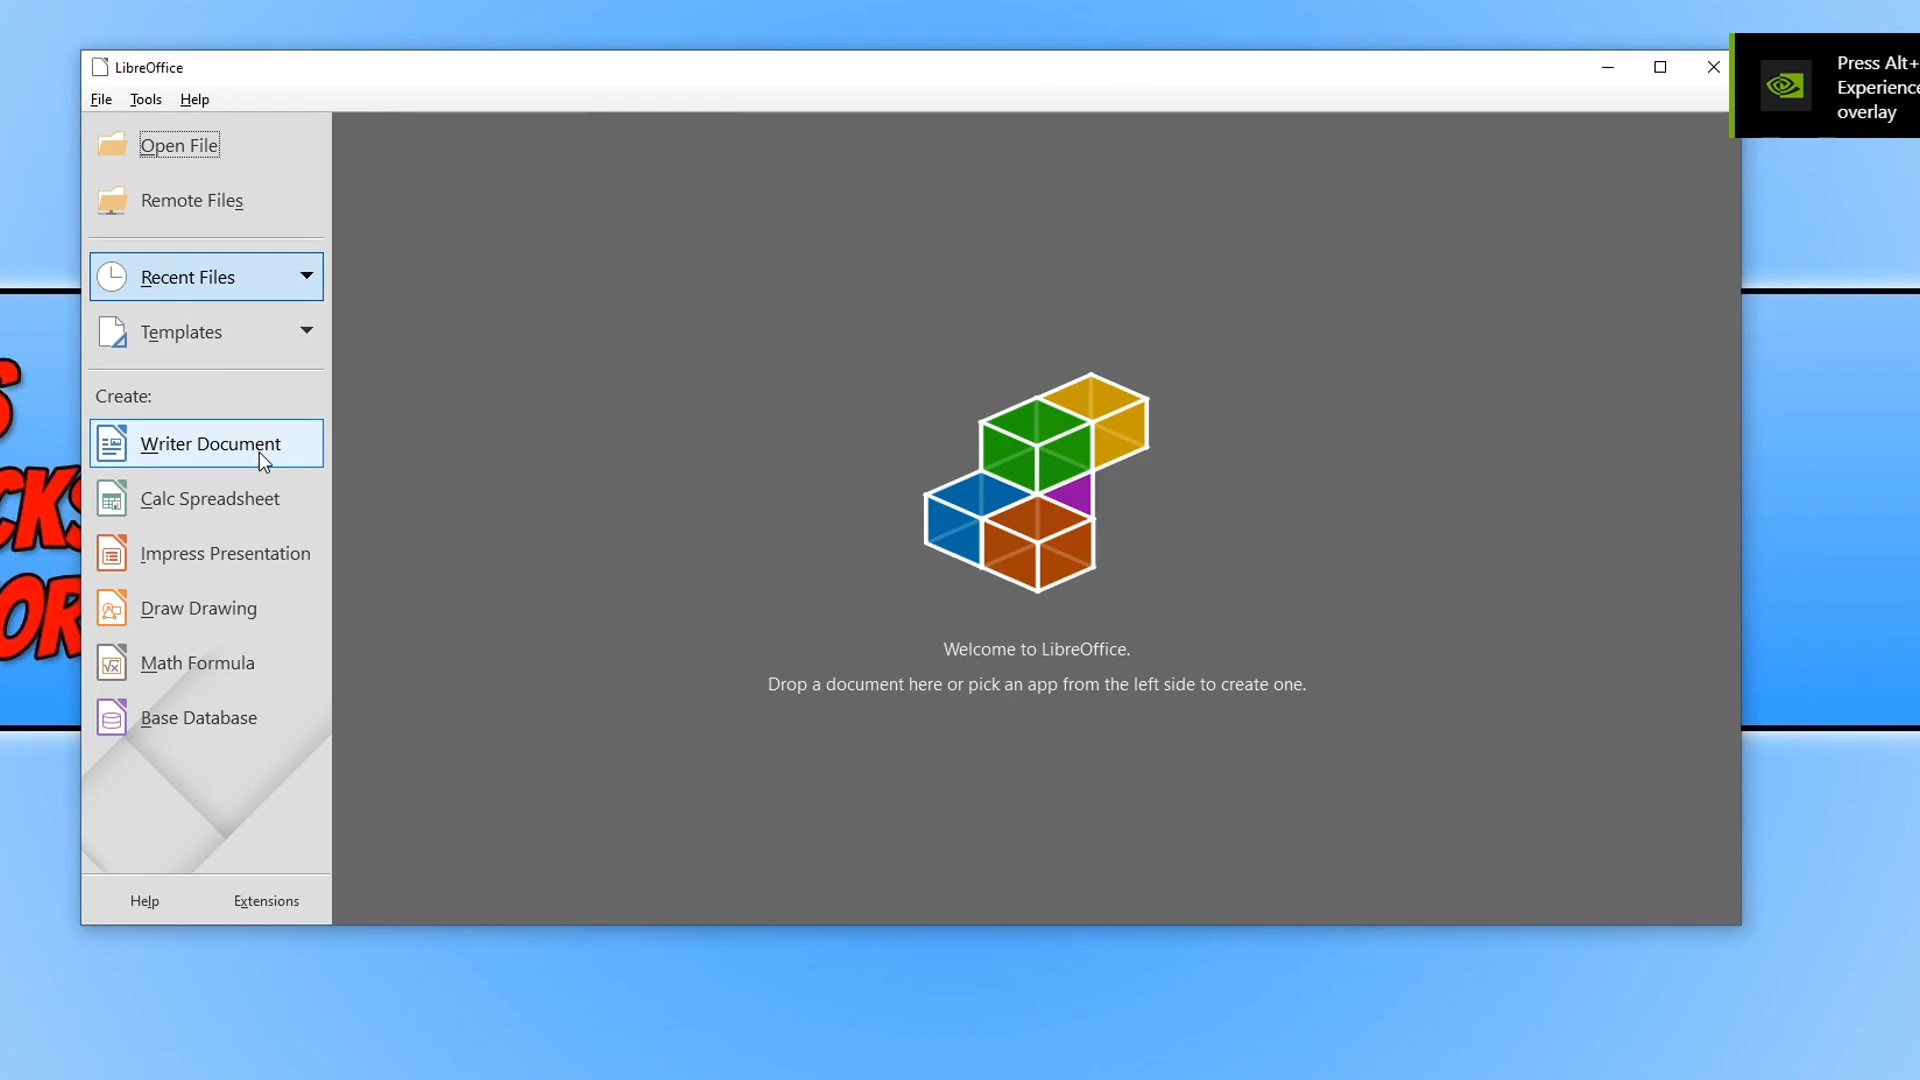 LibreOffice
File Tools Help
Press Alt+
Experience
overlay
Open File
Remote Files
Recent Files
Templates
Create:
Writer Document
Calc Spreadsheet
Impress Presentation
Draw Drawing
Math Formula
Base Database
Welcome to LibreOffice.
Drop a document here or pick an app from the left side to create one.
Help Extensions